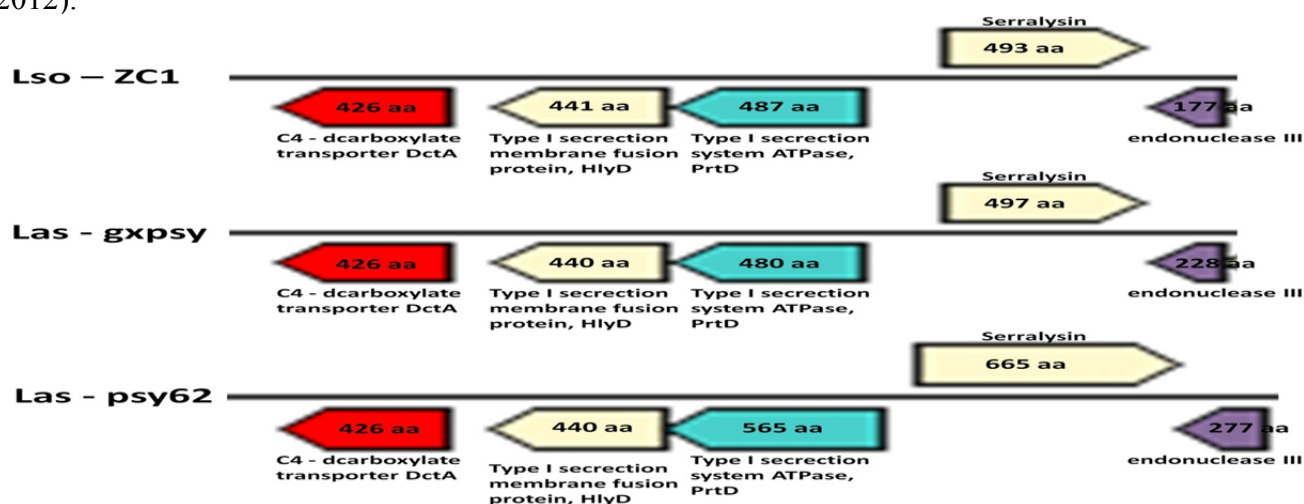 2012).
Serralysin
493 aa
Lso – ZC1
426 aa
441 aa
487 aa
177 aa
C4 - dcarboxylate
transporter DctA
Type I secrection
membrane fusion
protein, HlyD
Type I secrection
system ATPase,
PrtD
endonuclease III
Serralysin
497 aa
Las - gxpsy
426 aa
440 aa
480 aa
228 aa
C4 - dcarboxylate
transporter DctA
Type I secrection
membrane fusion
protein, HlyD
Type I secrection
system ATPase,
PrtD
endonuclease III
Serralysin
665 aa
Las - psy62
426 aa
440 aa
565 aa
277 aa
C4 - dcarboxylate
transporter DctA
Type I secrection
membrane fusion
protein, HlyD
Type I secrection
system ATPase,
PrtD
endonuclease III